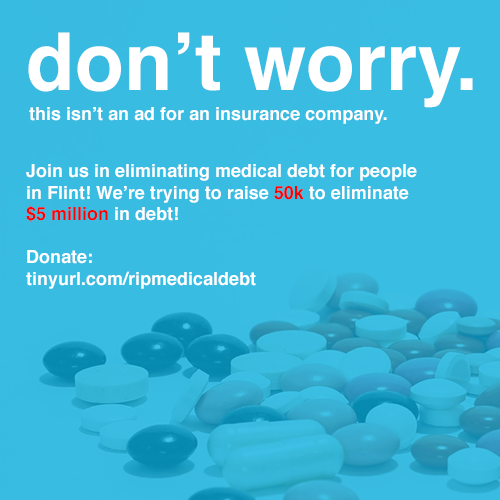 don’t worry.
this isn’t an ad for an insurance company.
Join us in eliminating medical debt for people
in Flint! We’re trying to raise 50k to eliminate
$5 million in debt!
Donate:
tinyurl.com/ripmedicaldebt